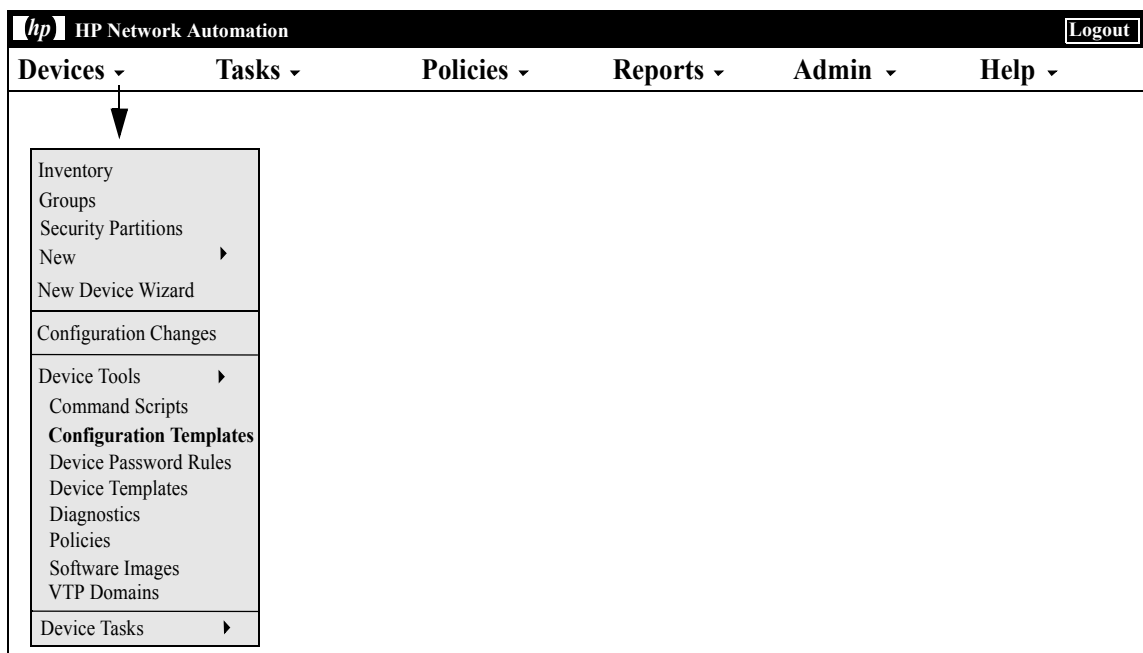 hp HP Network Automation Logout
Devices Tasks Policies Reports Admin Help
Inventory
Groups
Security Partitions
New
New Device Wizard
Configuration Changes
Device Tools
Command Scripts
Configuration Templates
Device Password Rules
Device Templates
Diagnostics
Policies
Software Images
VTP Domains
Device Tasks